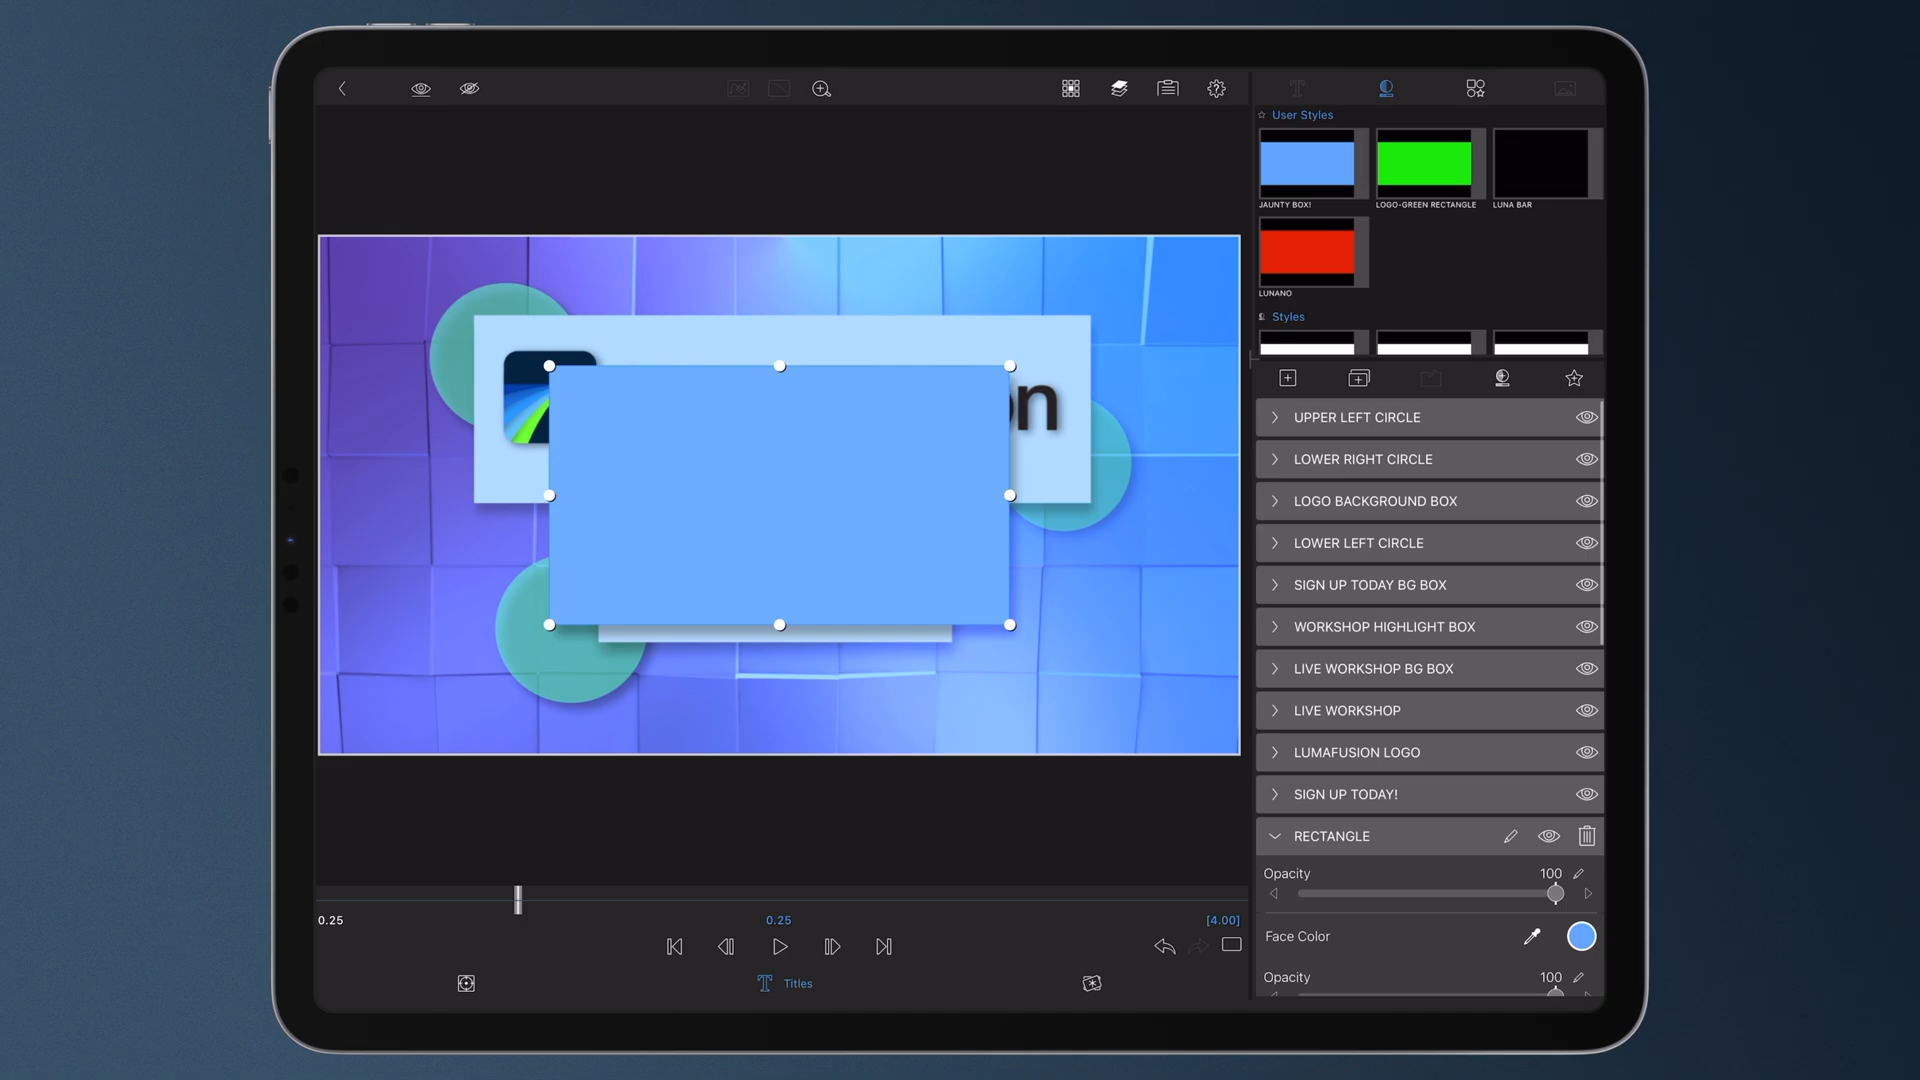 User Styles
JAUNTY BOX!
LOGO-GREEN RECTANGLE
LUNA BAR
LUNANO
Styles
on
UPPER LEFT CIRCLE
LOWER RIGHT CIRCLE
LOGO BACKGROUND BOX
LOWER LEFT CIRCLE
SIGN UP TODAY BG BOX
WORKSHOP HIGHLIGHT BOX
LIVE WORKSHOP BG BOX
LIVE WORKSHOP
LUMAFUSION LOGO
SIGN UP TODAY!
RECTANGLE
Opacity 100
Face Color
Opacity 100
0.25 0.25 [4.00]
Titles